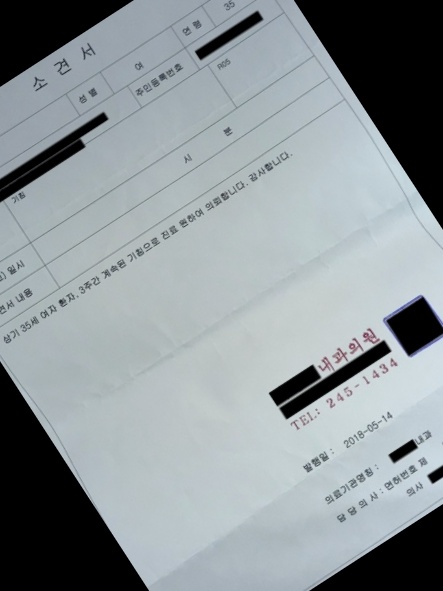 소 견 서
성 별 여 연 령 35
주민등록번호
기침 R05
일시 시 분
내용
상기 35세 여자 환자, 3주간 계속된 기침으로 진료 원하여 의뢰합니다. 감사합니다.
내과의원
TEL: 245-1434
발행일 : 2018-05-14
의료기관명칭 : 내과
담 당 의 사 : 면허번호 제
의사